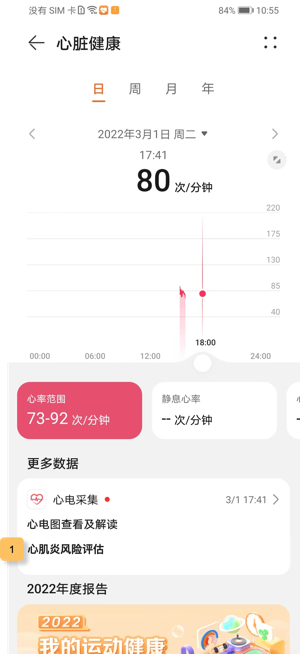 没有 SIM 卡 84% 10:55
心脏健康
日 周 月 年
2022年3月1日 周二
17:41
80 次/分钟
220
175
130
85
40
18:00
00:00 06:00 12:00 24:00
心率范围 静息心率
73-92 次/分钟 -- 次/分钟
更多数据
心电采集 3/1 17:41
心电图查看及解读
心肌炎风险评估
1
2022年度报告
2022
我的运动健康